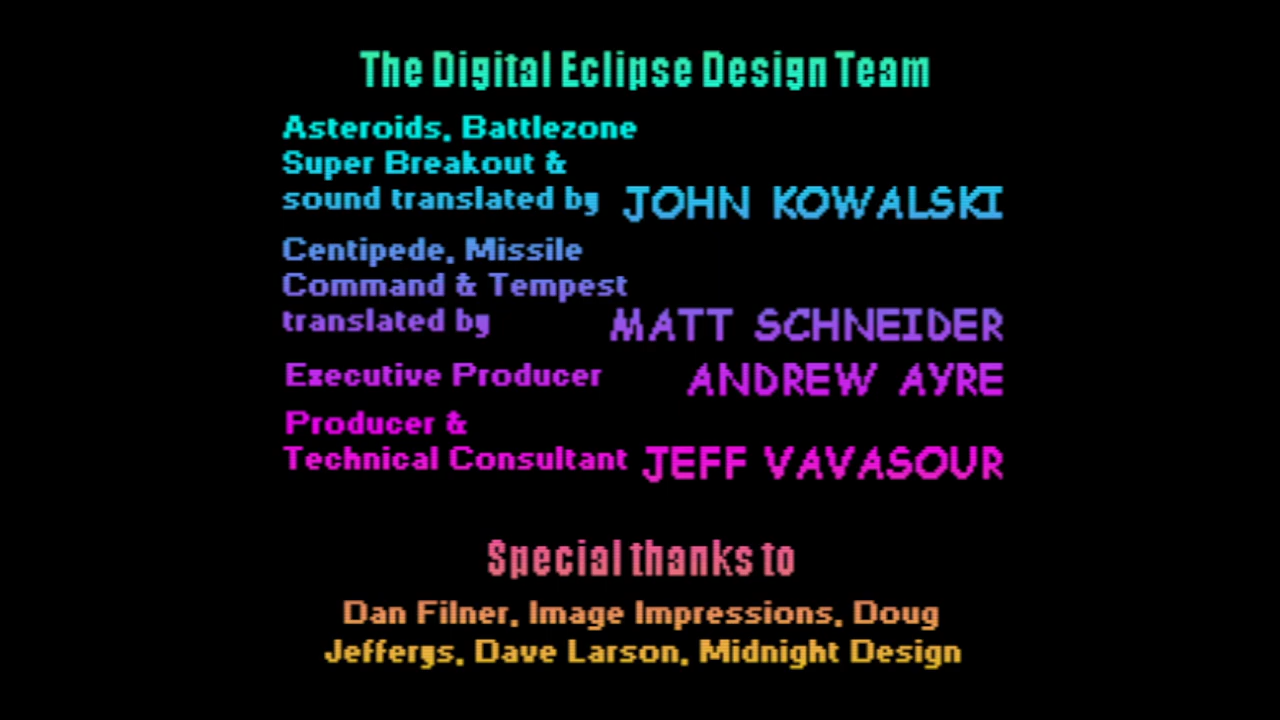 The Digital Eclipse Design Team
Asteroids, Battlezone
Super Breakout &
sound translated by JOHN KOWALSKI
Centipede, Missile
Command & Tempest
translated by MATT SCHNEIDER
Executive Producer ANDREW AYRE
Producer &
Technical Consultant JEFF VAVASOUR
Special thanks to
Dan Filner, Image Impressions, Doug
Jefferys, Dave Larson, Midnight Design